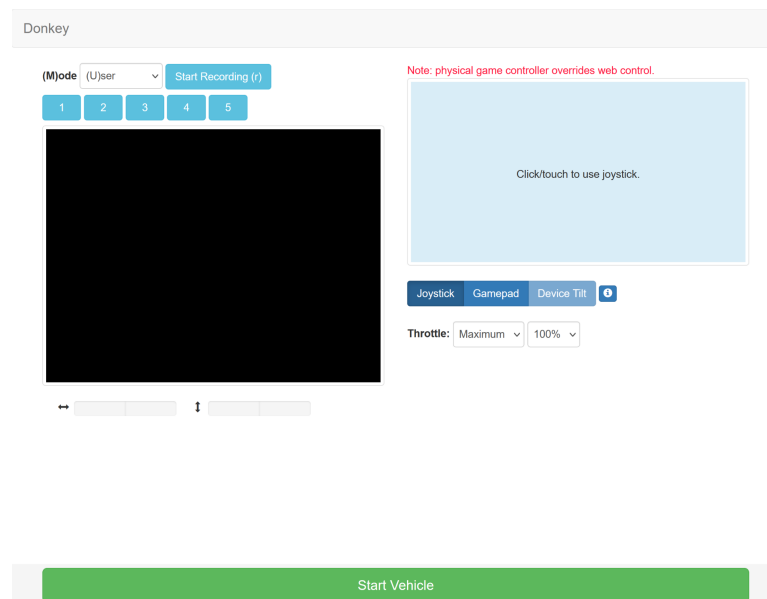 Donkey
(M)ode (U)ser Start Recording (r)
1 2 3 4 5
Note: physical game controller overrides web control.
Click/touch to use joystick.
Joystick Gamepad Device Tilt
Throttle: Maximum 100%
Start Vehicle